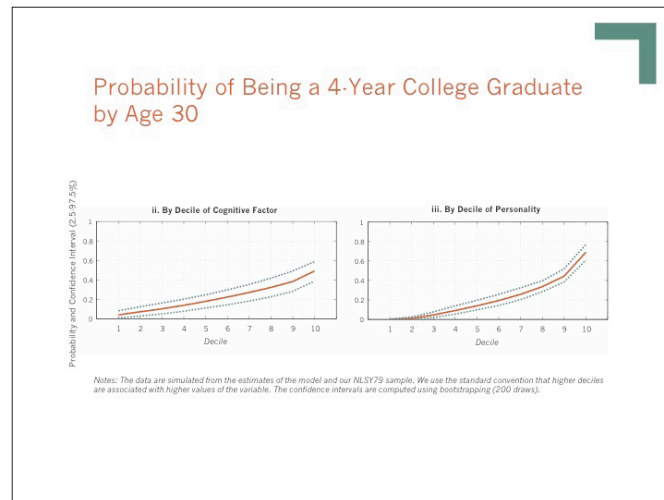 Probability of Being a 4-Year College Graduate
by Age 30
Probability and Confidence Interval (2.5-97.5%)
ii. By Decile of Cognitive Factor
1
0.8
0.6
0.4
0.2
0
1 2 3 4 5 6 7 8 9 10
Decile
iii. By Decile of Personality
1
0.8
0.6
0.4
0.2
0
1 2 3 4 5 6 7 8 9 10
Decile
Notes: The data are simulated from the estimates of the model and our NLSY79 sample. We use the standard convention that higher deciles
are associated with higher values of the variable. The confidence intervals are computed using bootstrapping (200 draws).